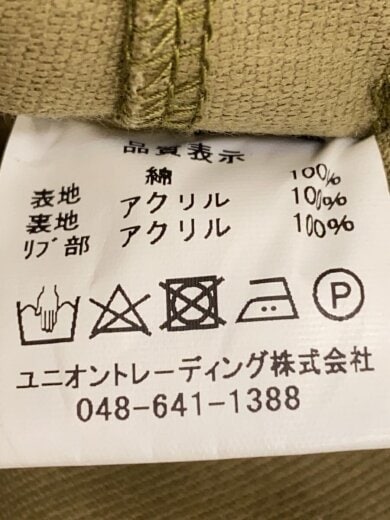 品質表示
表地 綿 100%
裏地 アクリル 100%
リブ部 アクリル 100%
P
ユニオントレーディング株式会社
048-641-1388